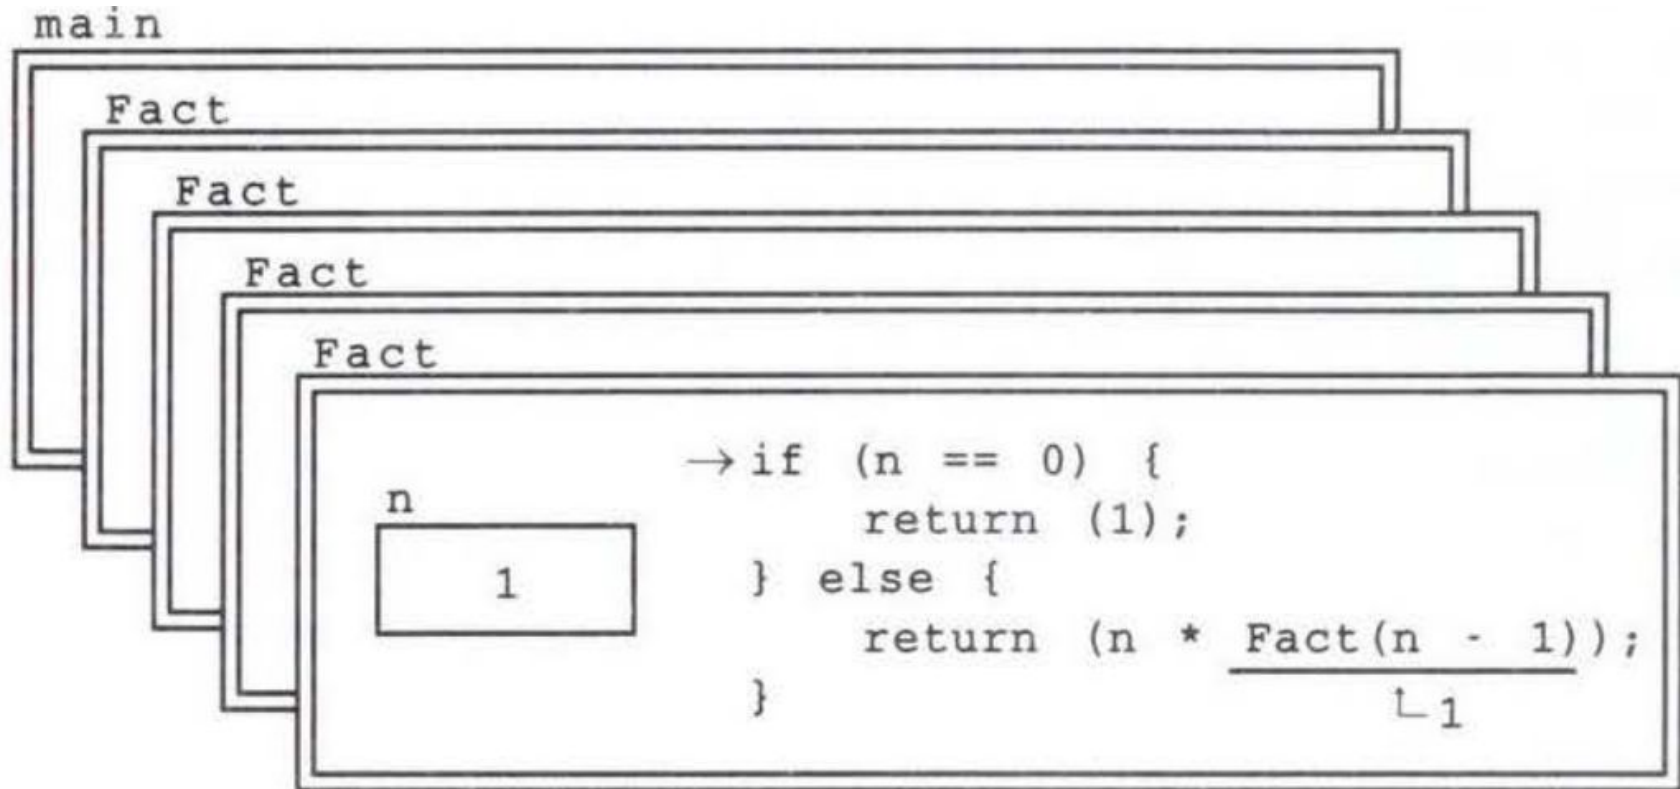 main
Fact
Fact
Fact
Fact
→if (n == 0) {
return (1);
} else {
return (n * Fact(n - 1));
}
n
1
1